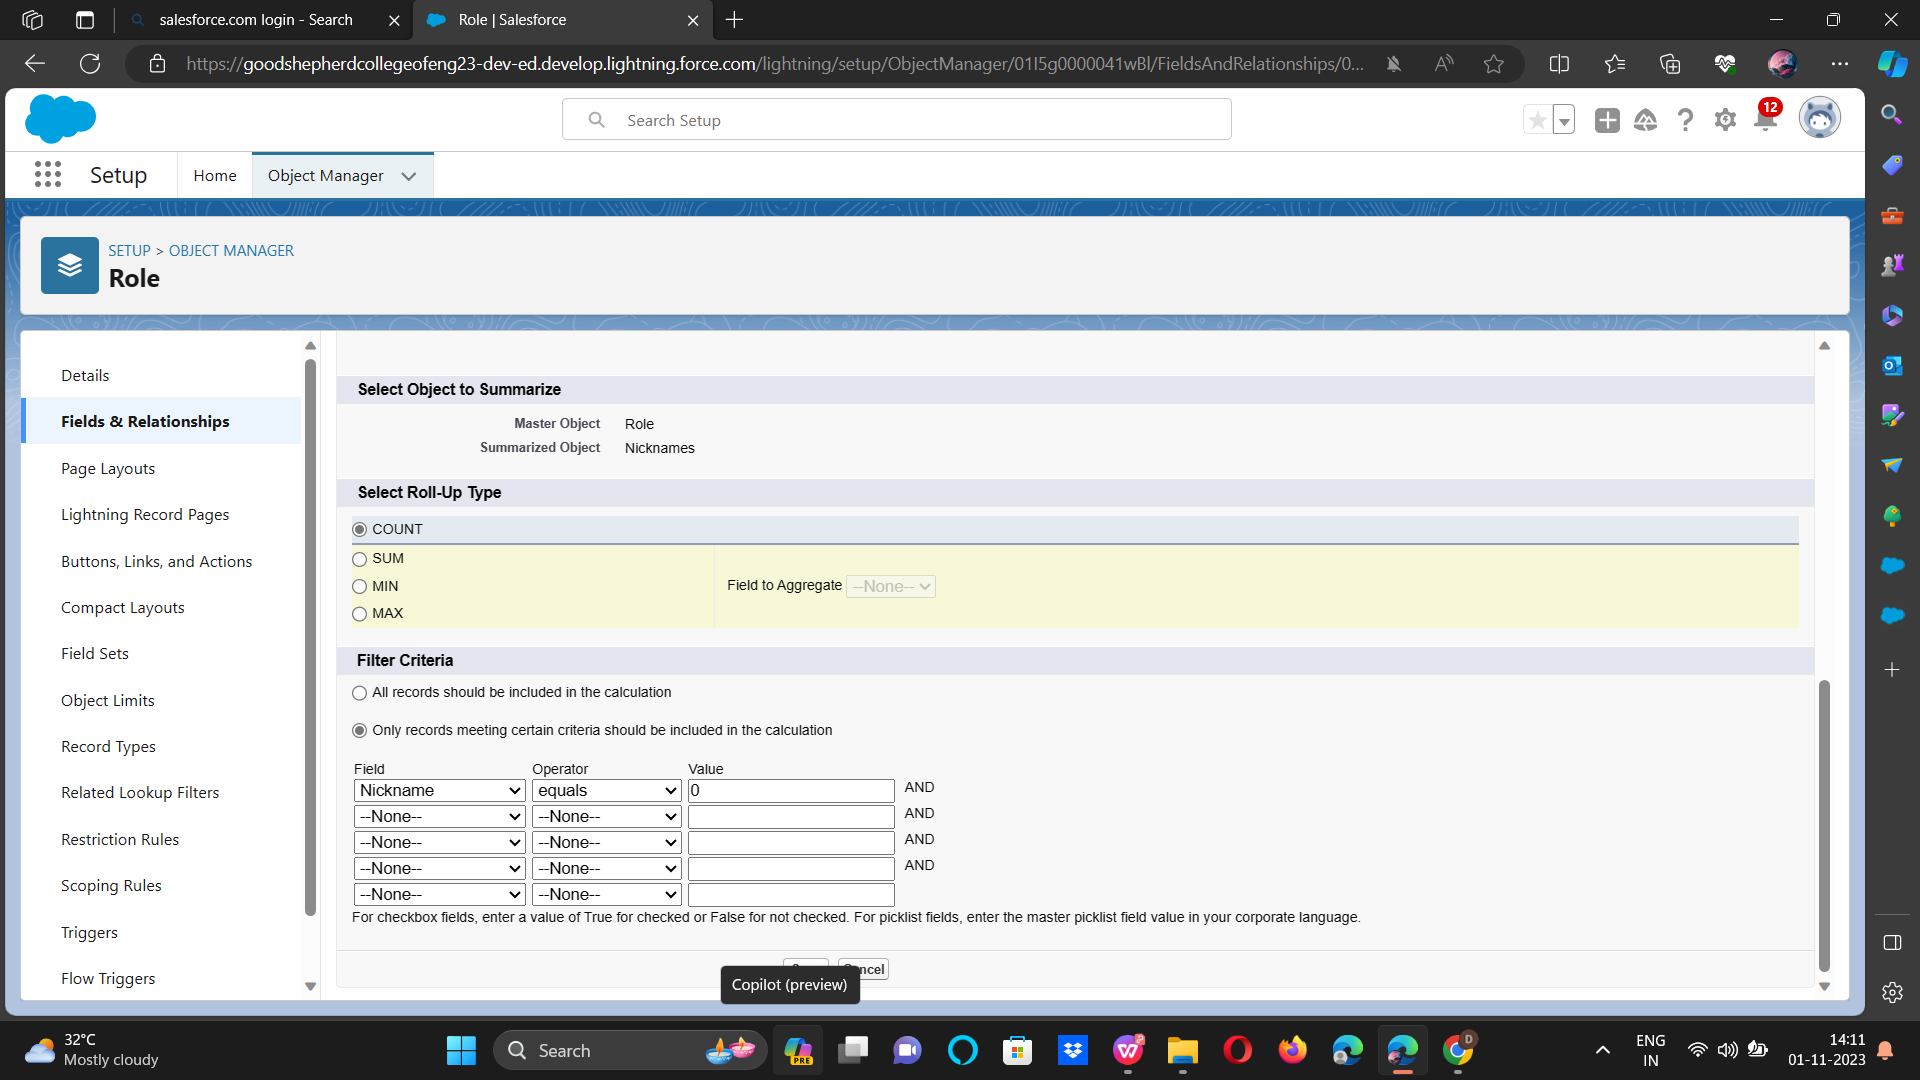 salesforce.com login - Search
Role | Salesforce
https://goodshepherdcollegeofeng23-dev-ed.develop.lightning.force.com/lightning/setup/ObjectManager/01I5g0000041wBl/FieldsAndRelationships/0...
Search Setup
12
Setup
Home
Object Manager
SETUP > OBJECT MANAGER
Role
Details
Fields & Relationships
Page Layouts
Lightning Record Pages
Buttons, Links, and Actions
Compact Layouts
Field Sets
Object Limits
Record Types
Related Lookup Filters
Restriction Rules
Scoping Rules
Triggers
Flow Triggers
Select Object to Summarize
Master Object Role
Summarized Object Nicknames
Select Roll-Up Type
COUNT
SUM
MIN
MAX
Field to Aggregate --None--
Filter Criteria
All records should be included in the calculation
Only records meeting certain criteria should be included in the calculation
Field Operator Value
Nickname equals 0 AND
--None-- --None-- AND
--None-- --None-- AND
--None-- --None-- AND
--None-- --None--
For checkbox fields, enter a value of True for checked or False for not checked. For picklist fields, enter the master picklist field value in your corporate language.
Copilot (preview)
32°C
Mostly cloudy
Search
PRE
D
ENG
IN
14:11
01-11-2023